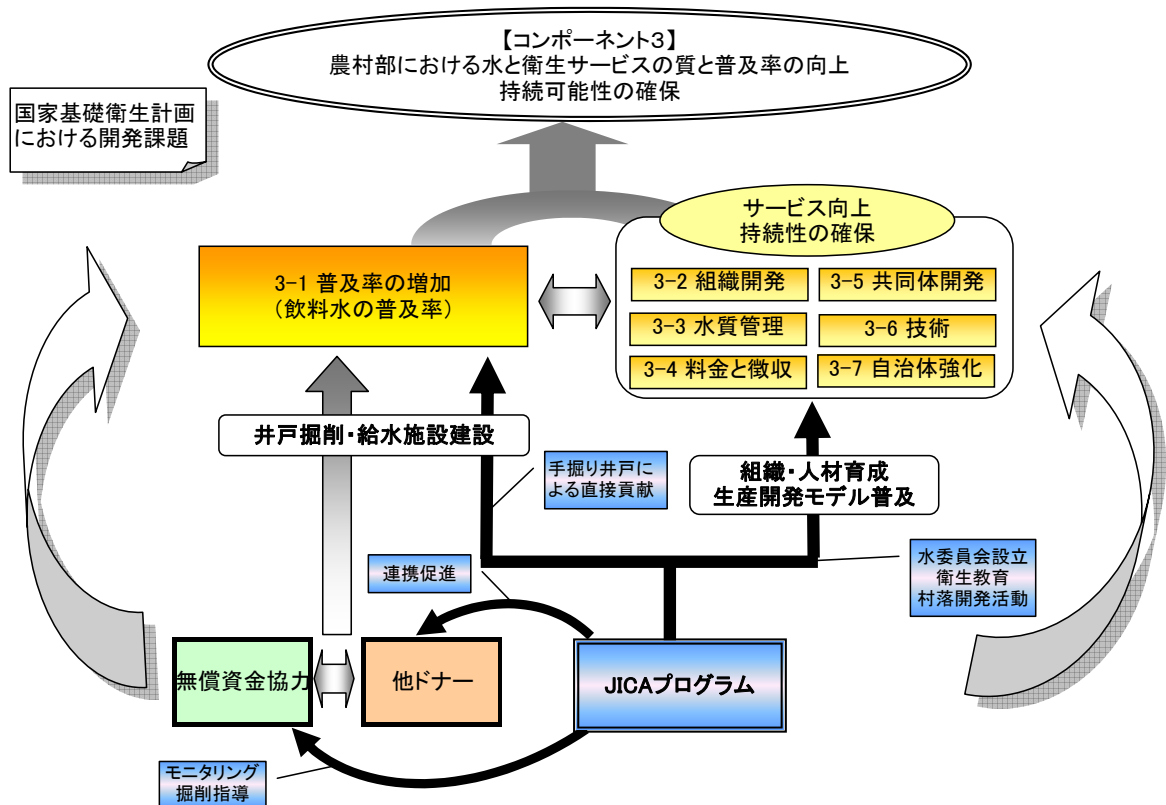 【コンポーネント3】
農村部における水と衛生サービスの質と普及率の向上
持続可能性の確保
国家基礎衛生計画
における開発課題
サービス向上
持続性の確保
3-1 普及率の増加
（飲料水の普及率）
3-2 組織開発
3-5 共同体開発
3-3 水質管理
3-6 技術
3-4 料金と徴収
3-7 自治体強化
井戸掘削・給水施設建設
手掘り井戸に
よる直接貢献
組織・人材育成
生産開発モデル普及
連携促進
水委員会設立
衛生教育
村落開発活動
無償資金協力
他ドナー
JICAプログラム
モニタリング
掘削指導